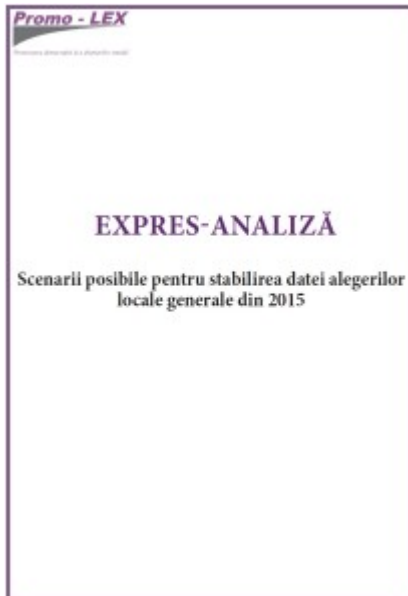 Promo - LEX
EXPRES-ANALIZĂ
Scenarii posibile pentru stabilirea datei alegerilor
locale generale din 2015